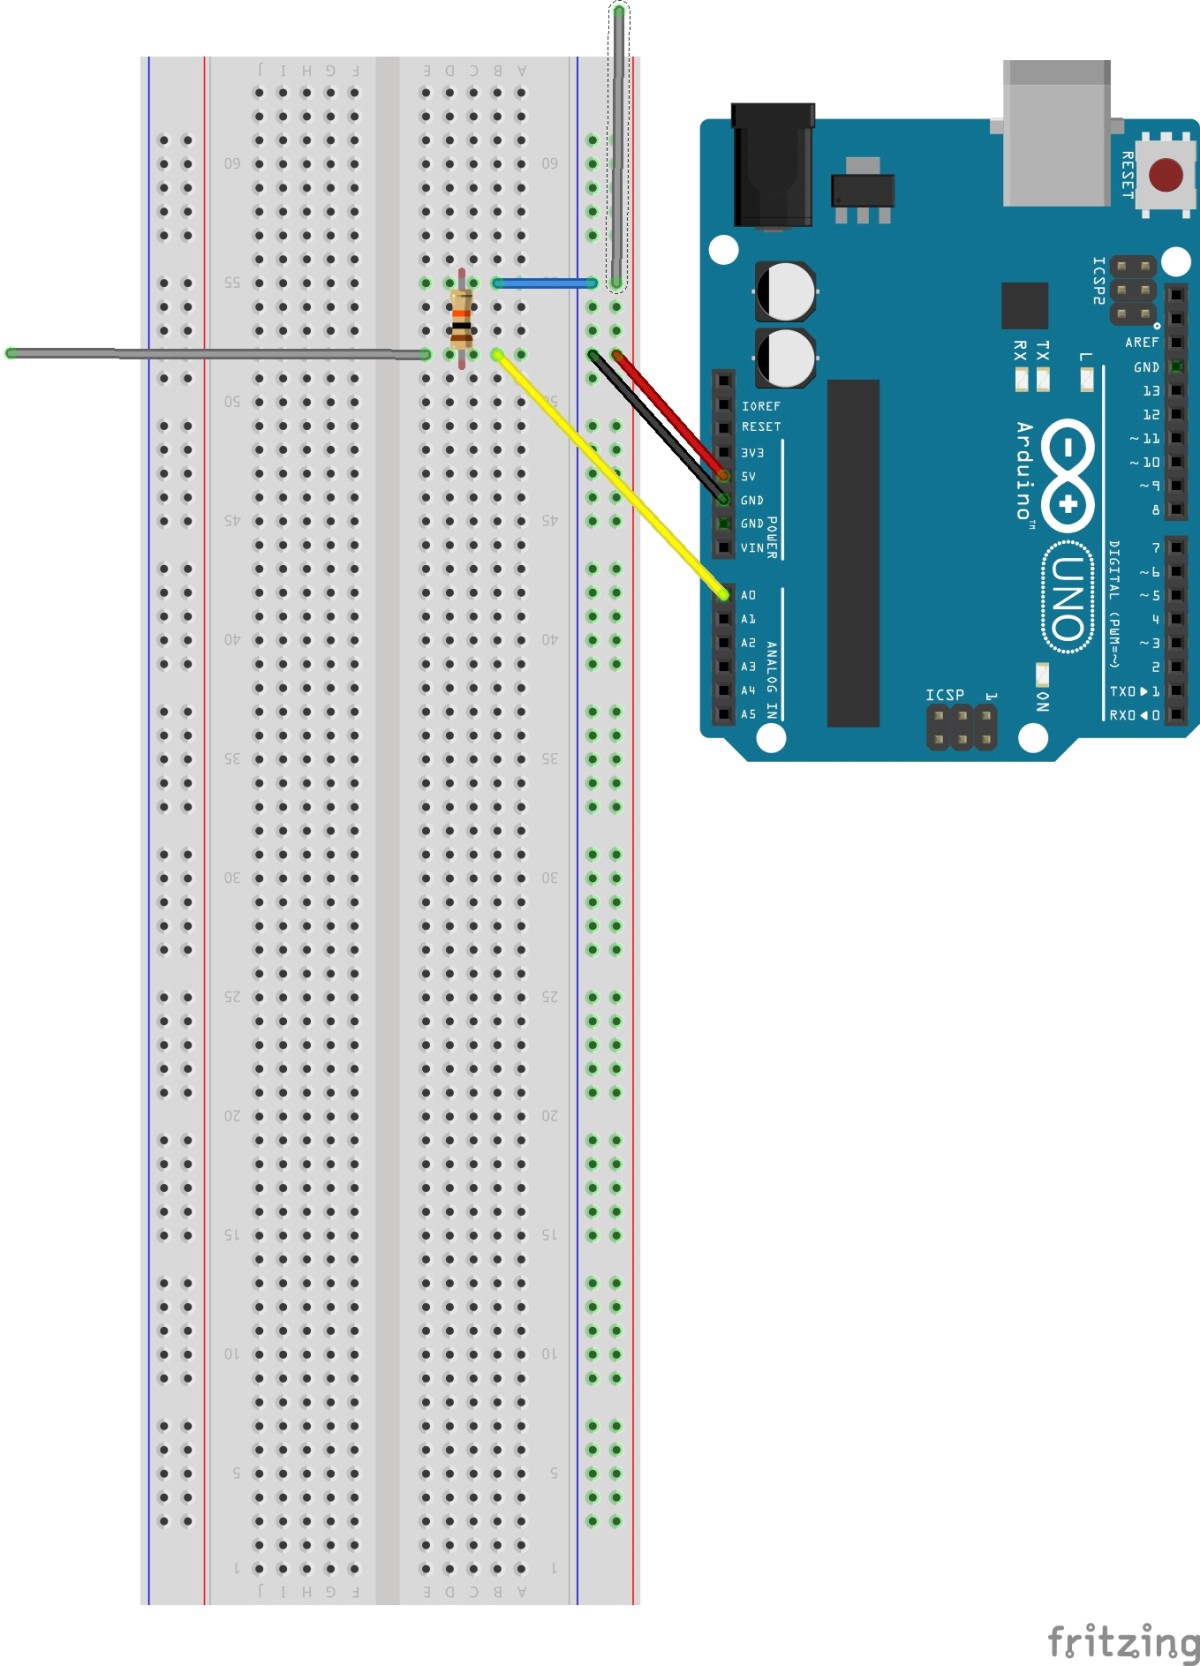 1 5 10 15 20 25 30 35 40 45 50 55 60
J J
I I
H H
G G
F F
E E
D D
C C
B B
A A
1 5 10 15 20 25 30 35 40 45 50 60
A5 A4 A3 A2 A1 A0 VIN GND GND 5V 3V3 RESET IOREF
ANALOG IN POWER
ICSP
1
Arduino™
RX
ON
UNO
TX
L
ICSP2
DIGITAL (PWM=~)
RESET
RX0 TX0
0 1 2 ~3 4 ~5 ~6 7 8 ~9 ~10 ~11 12 13 GND AREF
fritzing